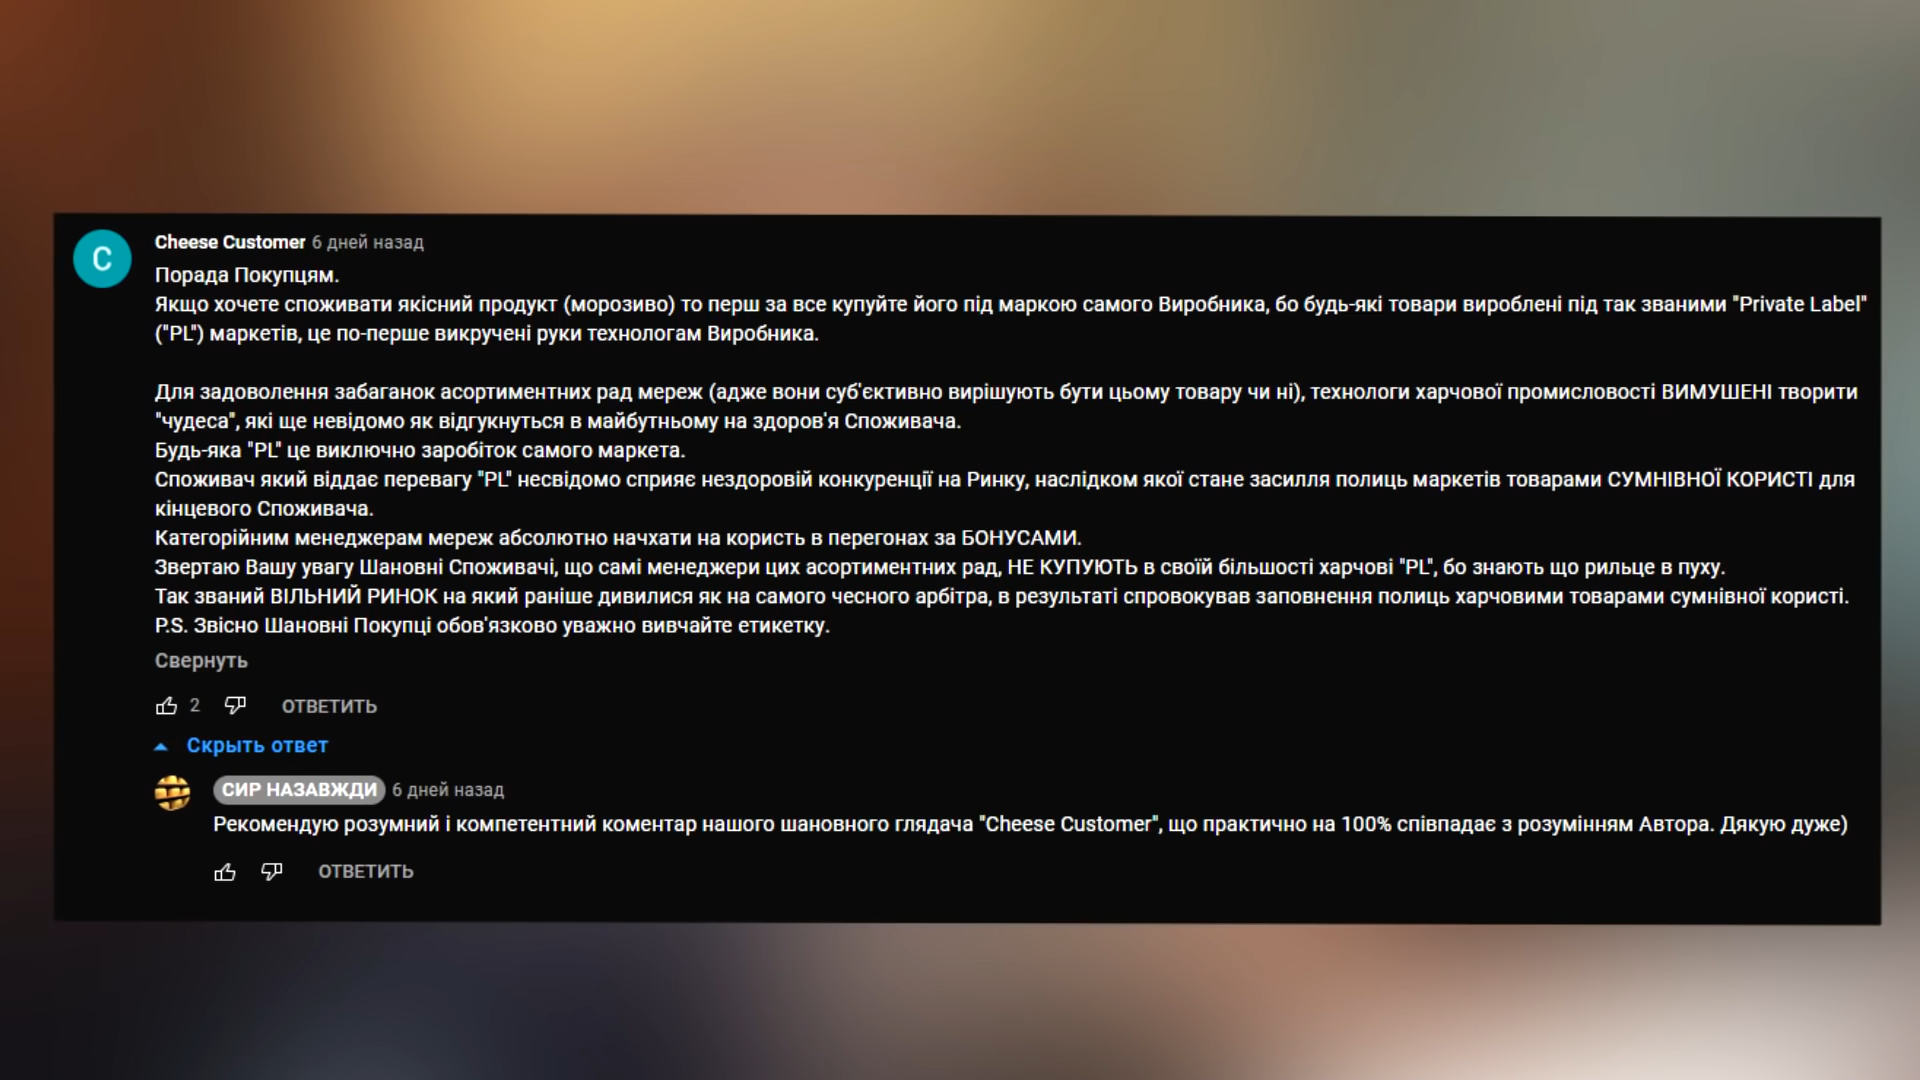 C
Cheese Customer 6 дней назад
Порада Покупцям.
Якщо хочете споживати якісний продукт (морозиво) то перш за все купуйте його під маркою самого Виробника, бо будь-які товари вироблені під так званими "Private Label"
("PL") маркетів, це по-перше викручені руки технологам Виробника.
Для задоволення забаганок асортиментних рад мереж (адже вони суб'єктивно вирішують бути цьому товару чи ні), технологи харчової промисловості ВИМУШЕНІ творити
"чудеса", які ще невідомо як відгукнуться в майбутньому на здоров'я Споживача.
Будь-яка "PL" це виключно заробіток самого маркета.
Споживач який віддає перевагу "PL" несвідомо сприяє нездоровій конкуренції на Ринку, наслідком якої стане засилля полиць маркетів товарами СУМНІВНОЇ КОРИСТІ для
кінцевого Споживача.
Категорійним менеджерам мереж абсолютно начхати на користь в перегонах за БОНУСАМИ.
Звертаю Вашу увагу Шановні Споживачі, що самі менеджери цих асортиментних рад, НЕ КУПУЮТЬ в своїй більшості харчові "PL", бо знають що рильце в пуху.
Так званий ВІЛЬНИЙ РИНОК на який раніше дивилися як на самого чесного арбітра, в результаті спровокував заповнення полиць харчовими товарами сумнівної користі.
P.S. Звісно Шановні Покупці обов'язково уважно вивчайте етикетку.
Свернуть
2 ОТВЕТИТЬ
Скрыть ответ
СИР НАЗАВЖДИ 6 дней назад
Рекомендую розумний і компетентний коментар нашого шановного глядача "Cheese Customer", що практично на 100% співпадає з розумінням Автора. Дякую дуже)
ОТВЕТИТЬ